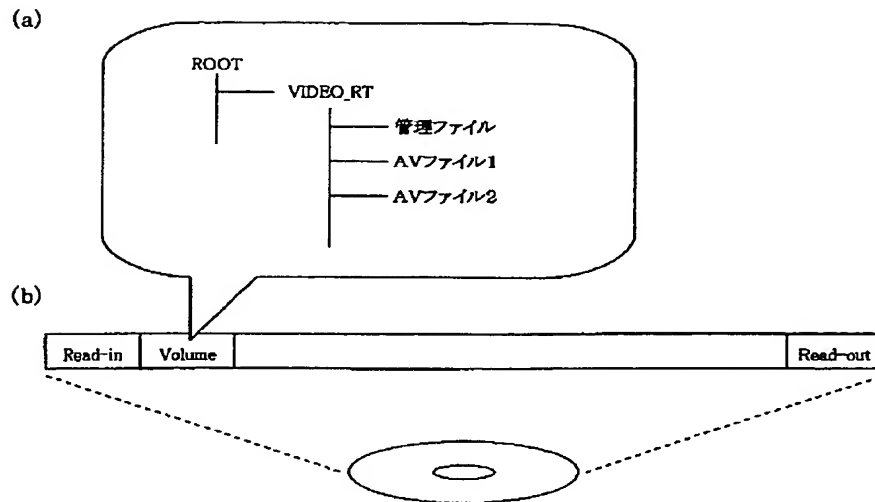 (a)
ROOT
VIDEO_RT
管理ファイル
AVファイル1
AVファイル2
(b)
Read-in
Volume
Read-out